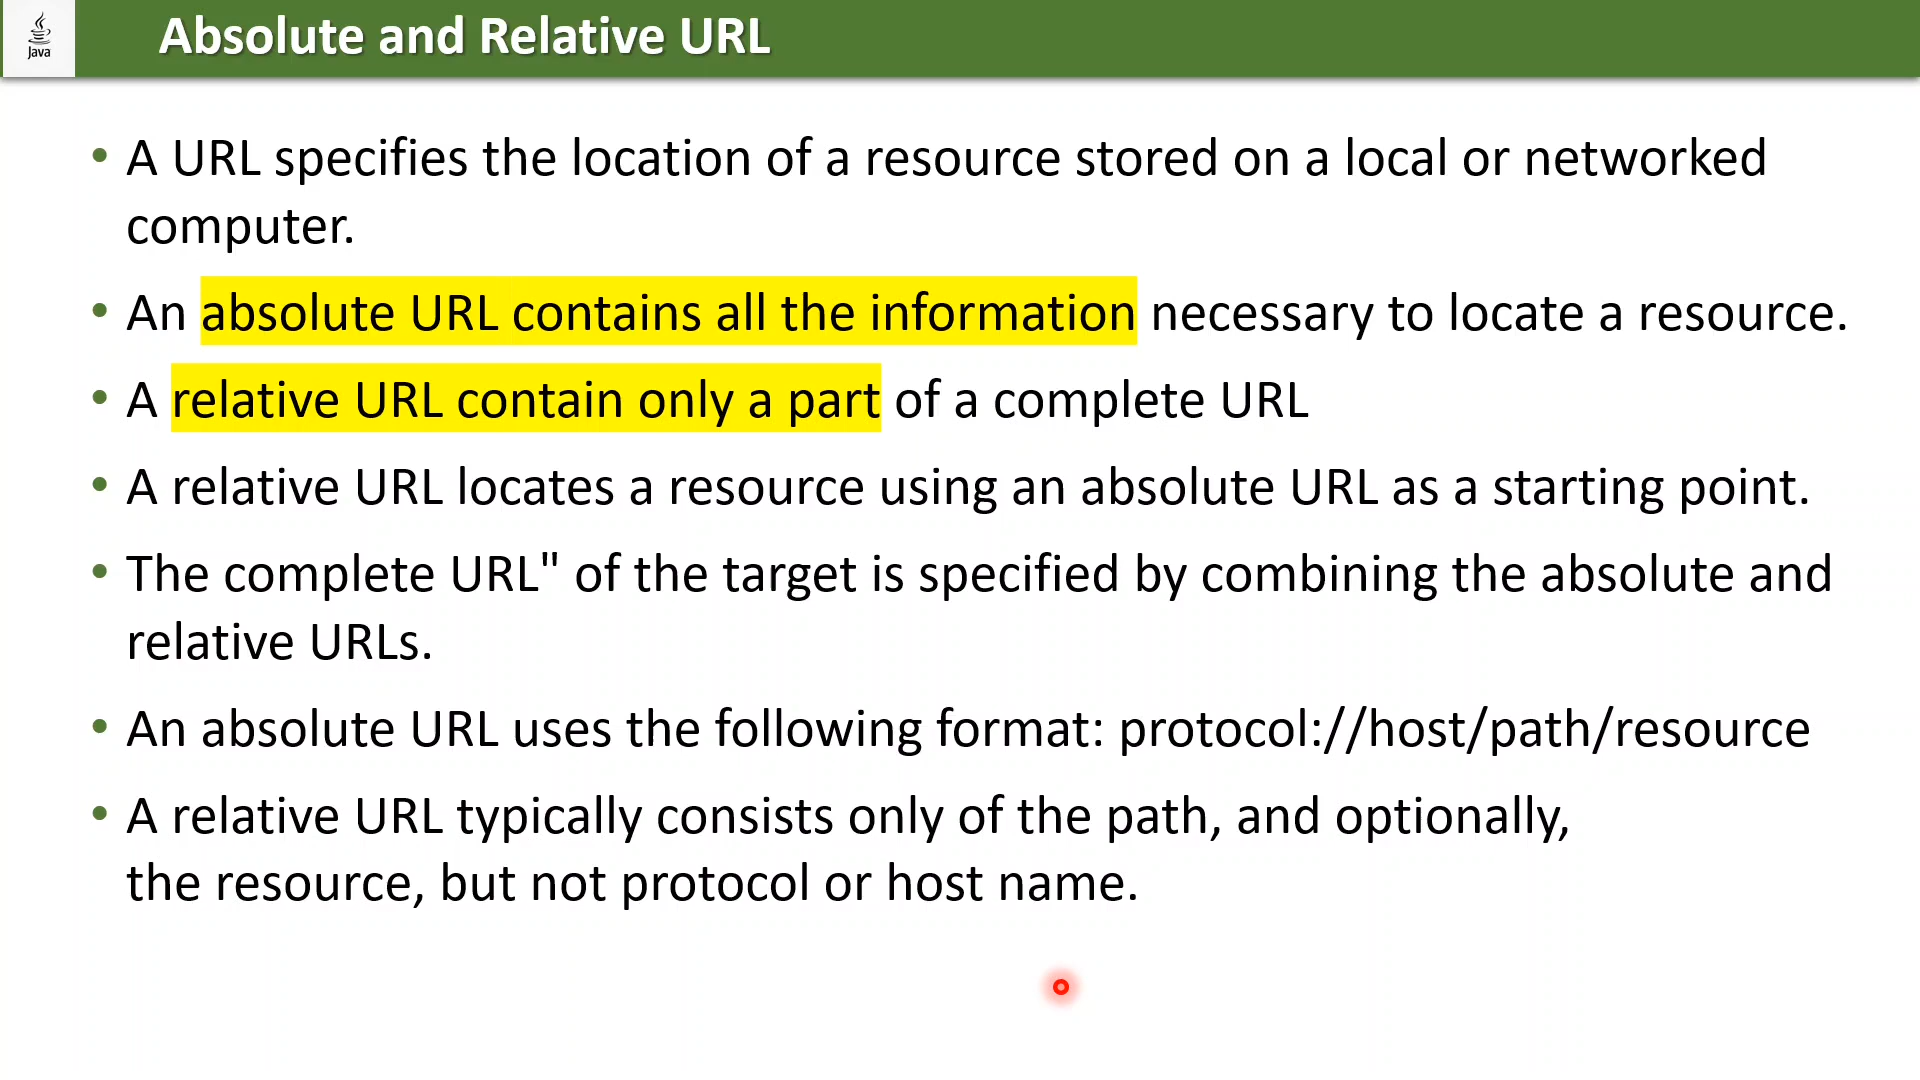 Java
Absolute and Relative URL
• A URL specifies the location of a resource stored on a local or networked
computer.
• An absolute URL contains all the information necessary to locate a resource.
• A relative URL contain only a part of a complete URL
• A relative URL locates a resource using an absolute URL as a starting point.
• The complete URL" of the target is specified by combining the absolute and
relative URLs.
• An absolute URL uses the following format: protocol://host/path/resource
• A relative URL typically consists only of the path, and optionally,
the resource, but not protocol or host name.